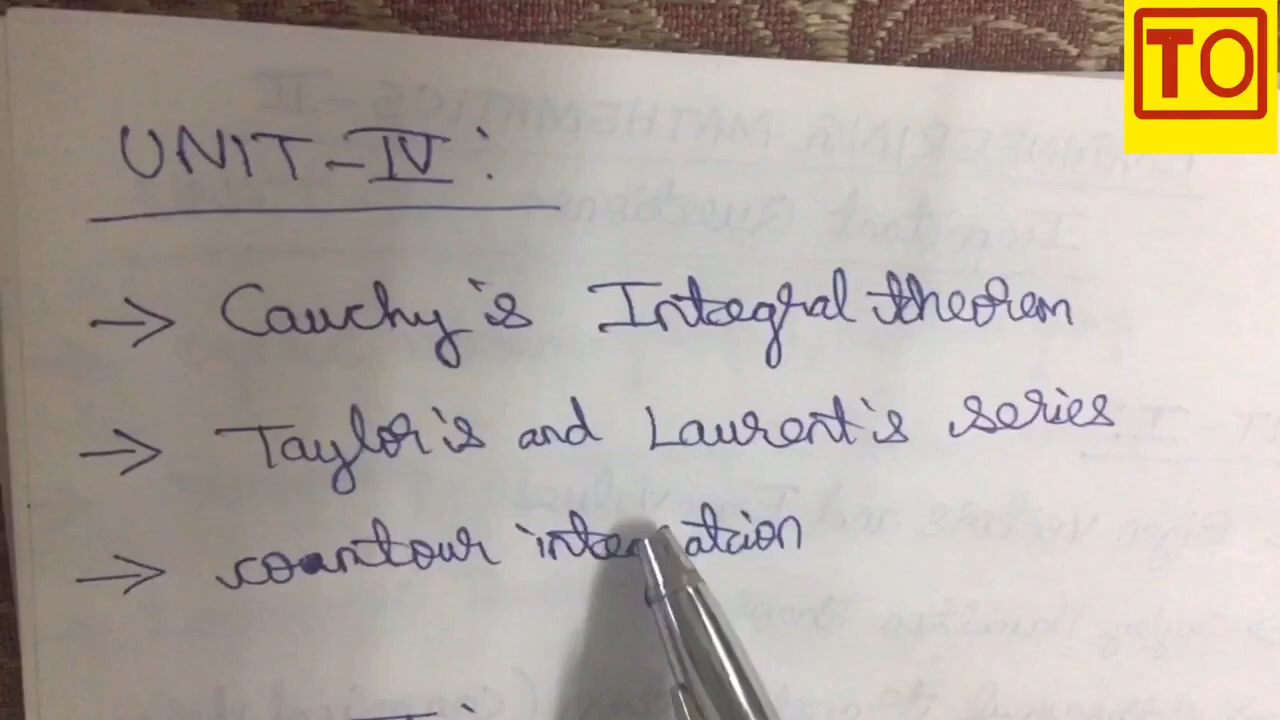 TO
UNIT-IV:
→ Cauchy's Integral theorem
→ Taylor's and Laurent's series
→ contour integration